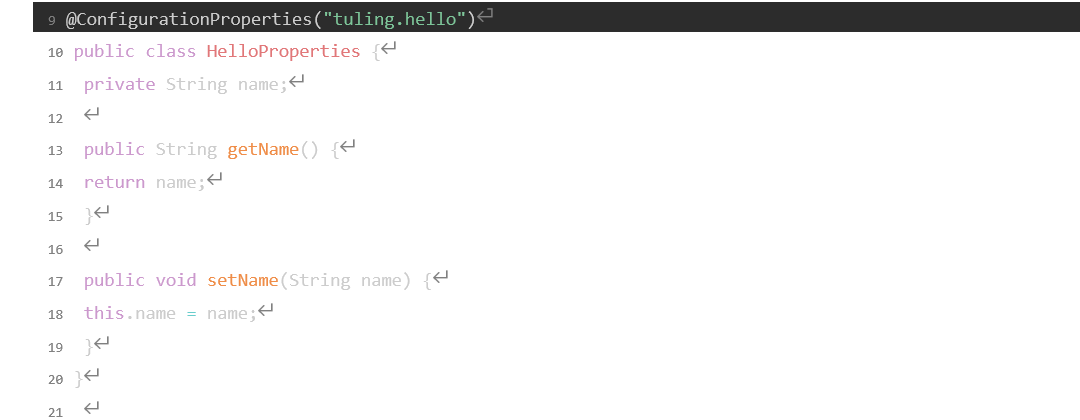 9 @ConfigurationProperties("tuling.hello")↵
10 public class HelloProperties {↵
11 private String name;↵
12 ↵
13 public String getName() {↵
14 return name;↵
15 }↵
16 ↵
17 public void setName(String name) {↵
18 this.name = name;↵
19 }↵
20 }↵
21 ↵